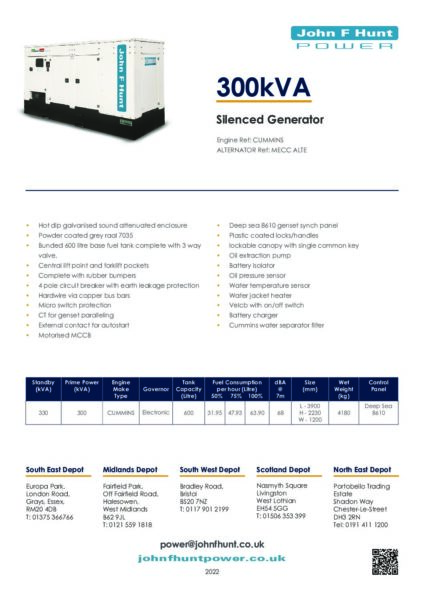 John F Hunt
POWER
John F Hunt
300kVA
Silenced Generator
Engine Ref: CUMMINS
ALTERNATOR Ref: MECC ALTE
• Hot dip galvanised sound attenuated enclosure
• Powder coated grey raal 7035
• Bunded 600 litre base fuel tank complete with 3 way
valve.
• Central lift point and forklift pockets
• Complete with rubber bumpers
• 4 pole circuit breaker with earth leakage protection
• Hardwire via copper bus bars
• Micro switch protection
• CT for genset paralleling
• External contact for autostart
• Motorised MCCB
• Deep sea 8610 genset synch panel
• Plastic coated locks/handles
• lockable canopy with single common key
• Oil extraction pump
• Battery isolator
• Oil pressure sensor
• Water temperature sensor
• Water jacket heater
• Velcb with on/off switch
• Battery charger
• Cummins water separator filter
Standby (kVA) Prime Power (kVA) Engine Make Type Governor Tank Capacity (Litre) Fuel Consumption per hour (Litre) 50% 75% 100% dBA @ 7m Size (mm) Wet Weight (kg) Control Panel
330 300 CUMMINS Electronic 600 31.95 47.93 63.90 68 L - 3900 H - 2230 W - 1200 4180 Deep Sea 8610
South East Depot
Europa Park,
London Road,
Grays, Essex,
RM20 4DB
T: 01375 366766
Midlands Depot
Fairfield Park,
Off Fairfield Road,
Halesowen,
West Midlands
B62 9JL
T:0121 559 1818
South West Depot
Bradley Road,
Bristol
BS20 7NZ
T: 0117 901 2199
Scotland Depot
Nasmyth Square
Livingston
West Lothian
EH54 5GG
T: 01506 353 399
North East Depot
Portobello Trading
Estate
Shadon Way
Chester-Le-Street
DH3 2RN
Tel: 0191 411 1200
power@johnfhunt.co.uk
johnfhuntpower.co.uk
2022